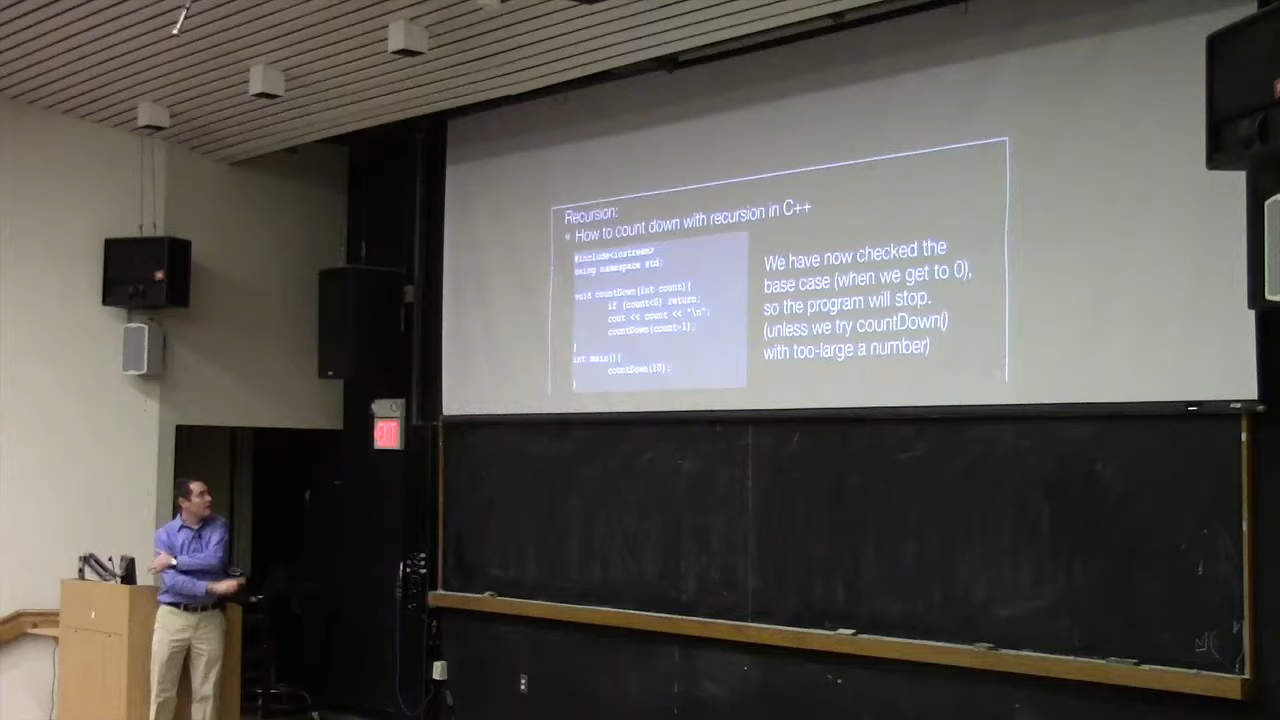 Recursion:
• How to count down with recursion in C++
#include<iostream>
using namespace std;
void countDown(int count){
if (count<0) return;
cout << count << "\n";
countDown(count-1);
}
int main(){
countDown(10);
}
We have now checked the
base case (when we get to 0),
so the program will stop.
(unless we try countDown()
with too-large a number)
EXIT